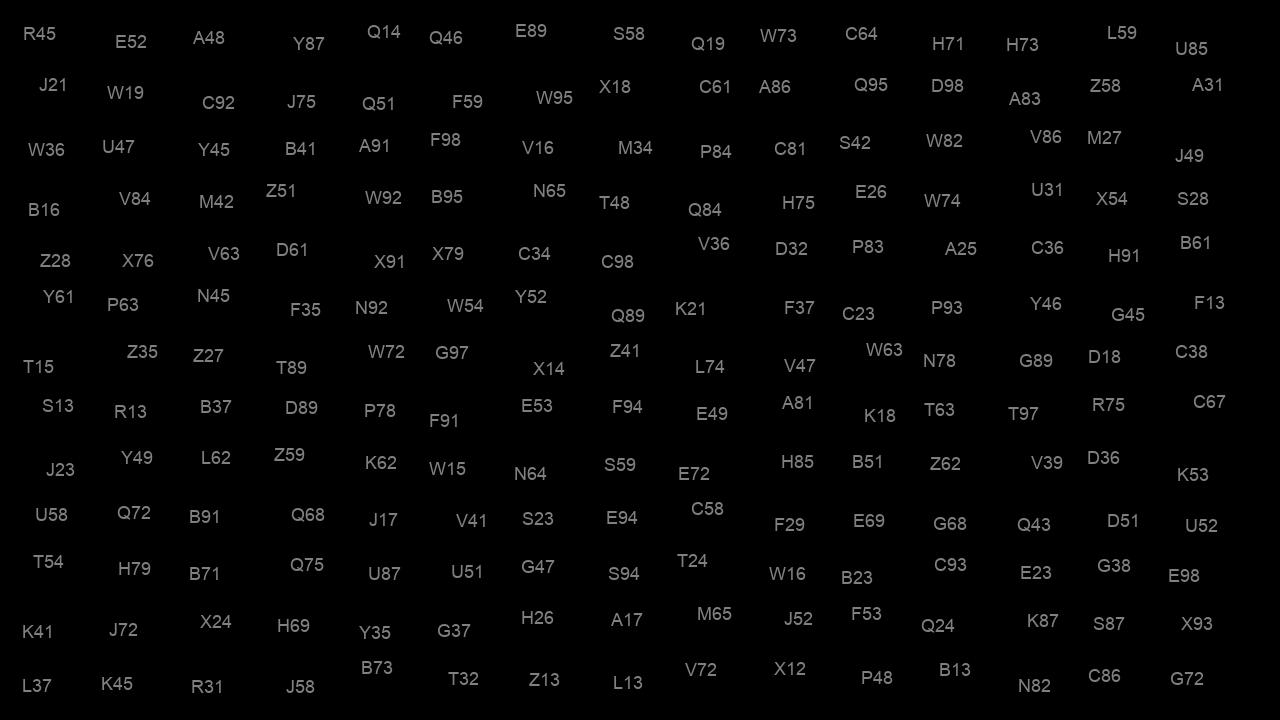 R45 E52 A48 Y87 Q14 Q46 E89 S58 Q19 W73 C64 H71 H73 L59 U85
J21 W19 C92 J75 Q51 F59 W95 X18 C61 A86 Q95 D98 A83 Z58 A31
W36 U47 Y45 B41 A91 F98 V16 M34 P84 C81 S42 W82 V86 M27 J49
B16 V84 M42 Z51 W92 B95 N65 T48 Q84 H75 E26 W74 U31 X54 S28
Z28 X76 V63 D61 X91 X79 C34 C98 V36 D32 P83 A25 C36 H91 B61
Y61 P63 N45 F35 N92 W54 Y52 Q89 K21 F37 C23 P93 Y46 G45 F13
T15 Z35 Z27 T89 W72 G97 X14 Z41 L74 V47 W63 N78 G89 D18 C38
S13 R13 B37 D89 P78 F91 E53 F94 E49 A81 K18 T63 T97 R75 C67
J23 Y49 L62 Z59 K62 W15 N64 S59 E72 H85 B51 Z62 V39 D36 K53
U58 Q72 B91 Q68 J17 V41 S23 E94 C58 F29 E69 G68 Q43 D51 U52
T54 H79 B71 Q75 U87 U51 G47 S94 T24 W16 B23 C93 E23 G38 E98
K41 J72 X24 H69 Y35 G37 H26 A17 M65 J52 F53 Q24 K87 S87 X93
L37 K45 R31 J58 B73 T32 Z13 L13 V72 X12 P48 B13 N82 C86 G72